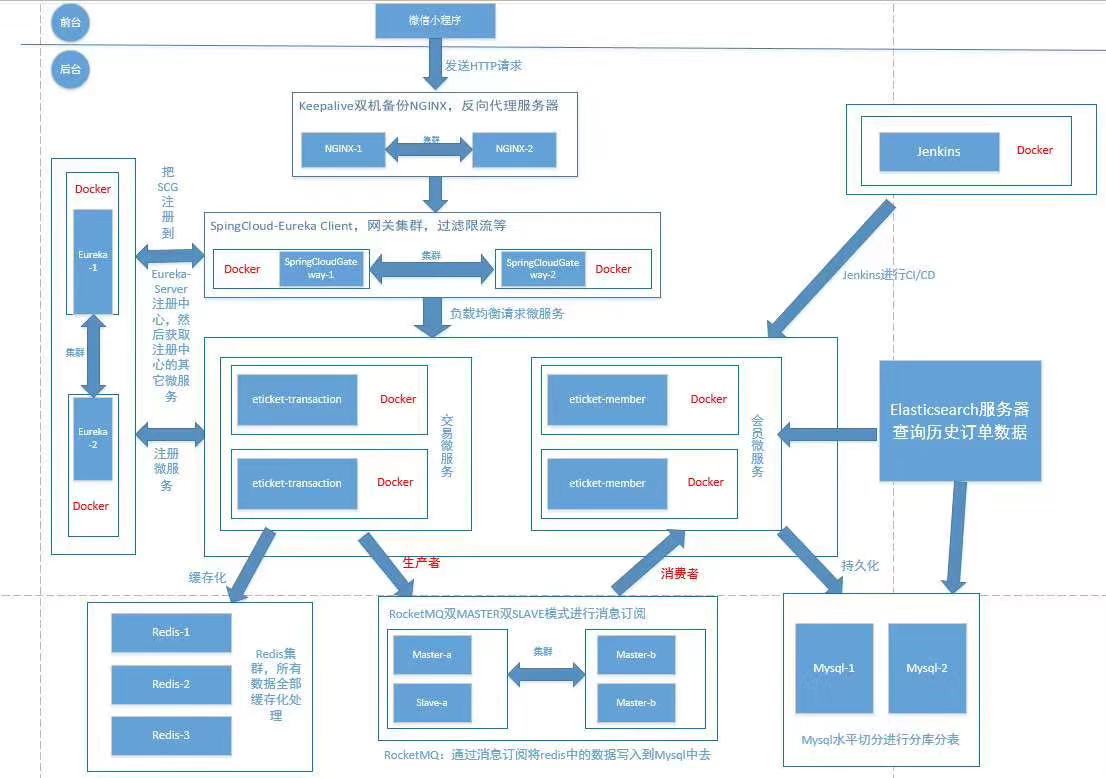 前台
微信小程序
后台
发送HTTP请求
Keepalive双机备份NGINX，反向代理服务器
NGINX-1
集群
NGINX-2
Jenkins
Docker
把
SCG
注
册
到
Eureka-
Server
注册中
心，然
后获取
注册中
心的其
它微服
务
Docker
Eureka
-1
集群
Eureka
-2
Docker
注册
微服
务
SpingCloud-Eureka Client，网关集群，过滤限流等
Docker
SpringCloudGate
way-1
集群
SpringCloudGate
way-2
Docker
Jenkins进行CI/CD
负载均衡请求微服务
eticket-transaction
Docker
eticket-transaction
Docker
交易微服务
eticket-member
Docker
eticket-member
Docker
会员微服务
Elasticsearch服务器
查询历史订单数据
缓存化
生产者
消费者
持久化
Redis-1
Redis-2
Redis-3
Redis集
群，所有
数据全部
缓存化处
理
RocketMQ双MASTER双SLAVE模式进行消息订阅
Master-a
Slave-a
集群
Master-b
Master-b
RocketMQ：通过消息订阅将redis中的数据写入到Mysql中去
Mysql-1
Mysql-2
Mysql水平切分进行分库分表